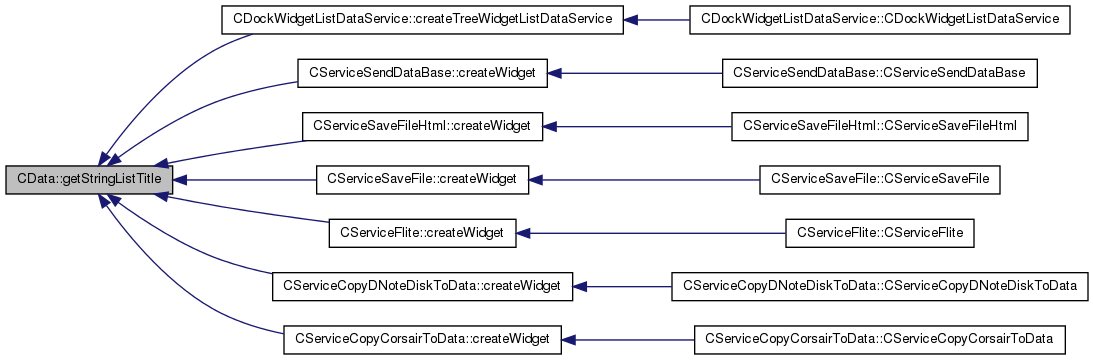 CDockWidgetListDataService::createTreeWidgetListDataService
CDockWidgetListDataService::CDockWidgetListDataService
CServiceSendDataBase::createWidget
CServiceSendDataBase::CServiceSendDataBase
CServiceSaveFileHtml::createWidget
CServiceSaveFileHtml::CServiceSaveFileHtml
CData::getStringListTitle
CServiceSaveFile::createWidget
CServiceSaveFile::CServiceSaveFile
CServiceFlite::createWidget
CServiceFlite::CServiceFlite
CServiceCopyDNoteDiskToData::createWidget
CServiceCopyDNoteDiskToData::CServiceCopyDNoteDiskToData
CServiceCopyCorsairToData::createWidget
CServiceCopyCorsairToData::CServiceCopyCorsairToData